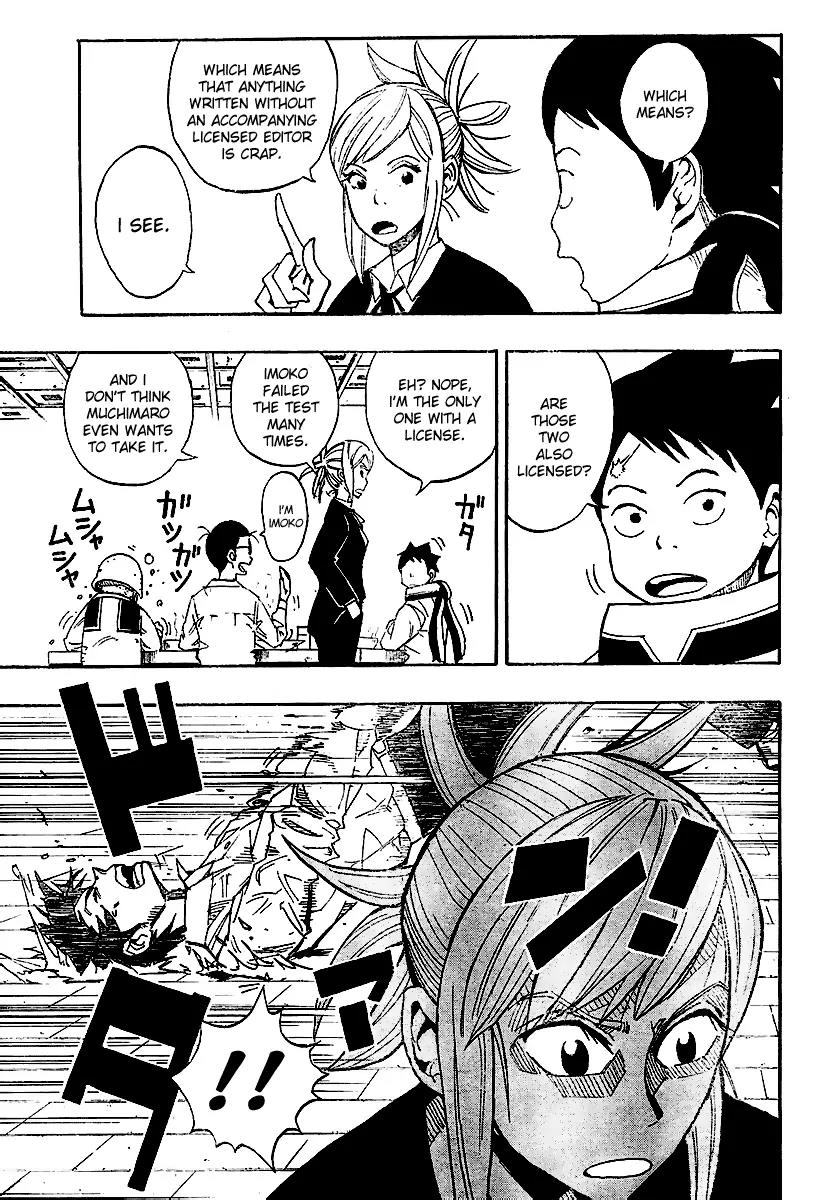 WHICH
MEANS?
WHICH MEANS
THAT ANYTHING
WRITTEN WITHOUT
AN ACCOMPANYING
LICENSED EDITOR
IS CRAP.
I SEE.
ARE
THOSE
TWO
ALSO
LICENSED?
ガタ
EH? NOPE,
I'M THE ONLY
ONE WITH A
LICENSE.
IMOKO
FAILED
THE TEST
MANY
TIMES.
I'M
IMOKO
AND I
DON'T THINK
MUCHIMARO
EVEN WANTS
TO TAKE IT.
ガツガツ
ムシャ
ムシャ
ドタァーン!!
!!